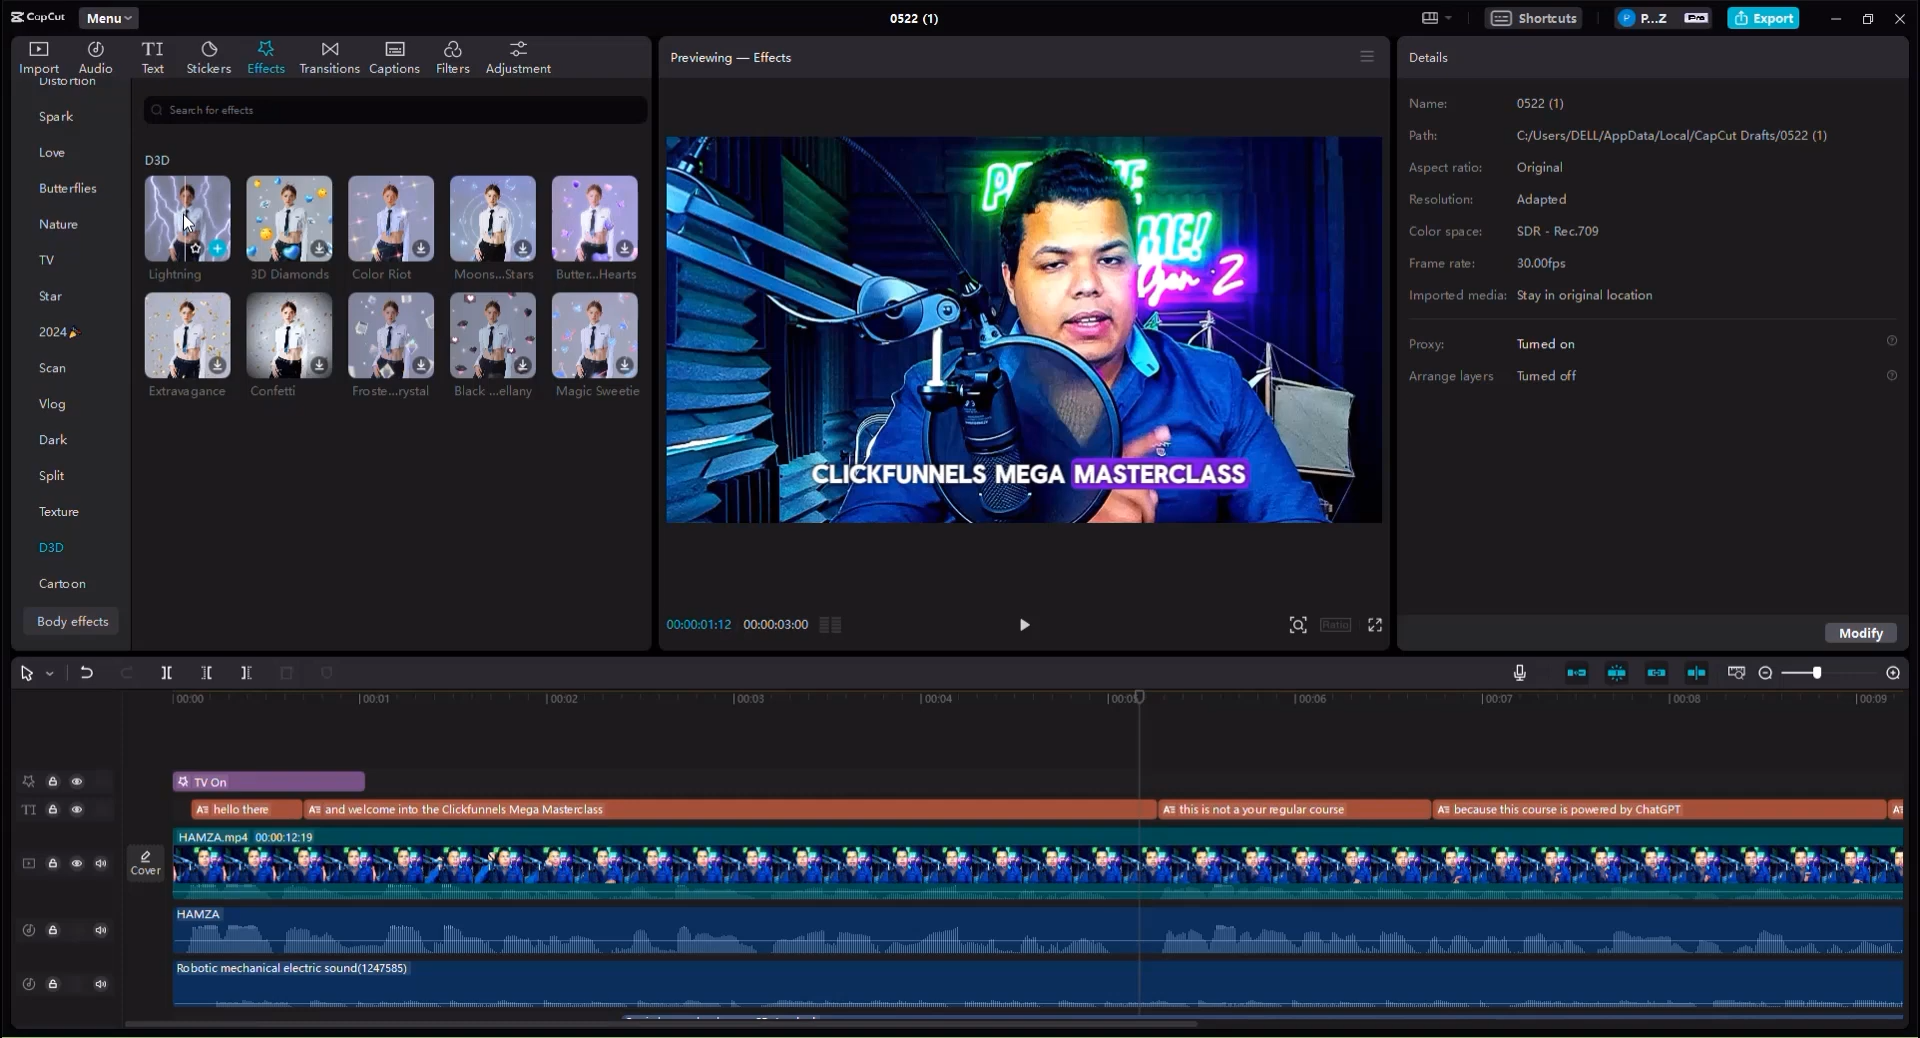 CapCut
Menu
0522 (1)
Shortcuts
P...Z
Pro
Export
Import
Audio
TI
Text
Stickers
Effects
Transitions
Captions
Filters
Adjustment
Distortion
Spark
Love
Butterflies
Nature
TV
Star
2024
Scan
Vlog
Dark
Split
Texture
D3D
Cartoon
Body effects
Search for effects
D3D
Lightning
3D Diamonds
Color Riot
Moons...Stars
Butter...Hearts
Extravagance
Confetti
Froste...rystal
Black ...ellany
Magic Sweetie
Previewing — Effects
ME!
Gen Z
CLICKFUNNELS MEGA MASTERCLASS
00:00:01:12
00:00:03:00
Ratio
Details
Name: 0522 (1)
Path: C:/Users/DELL/AppData/Local/CapCut Drafts/0522 (1)
Aspect ratio: Original
Resolution: Adapted
Color space: SDR - Rec.709
Frame rate: 30.00fps
Imported media: Stay in original location
Proxy: Turned on
Arrange layers Turned off
Modify
00:00
00:01
00:02
00:03
00:04
00:05
00:06
00:07
00:08
00:09
TV On
TI
hello there
and welcome into the Clickfunnels Mega Masterclass
this is not a your regular course
because this course is powered by ChatGPT
HAMZA.mp4 00:00:12:19
Cover
HAMZA
Robotic mechanical electric sound(1247585)